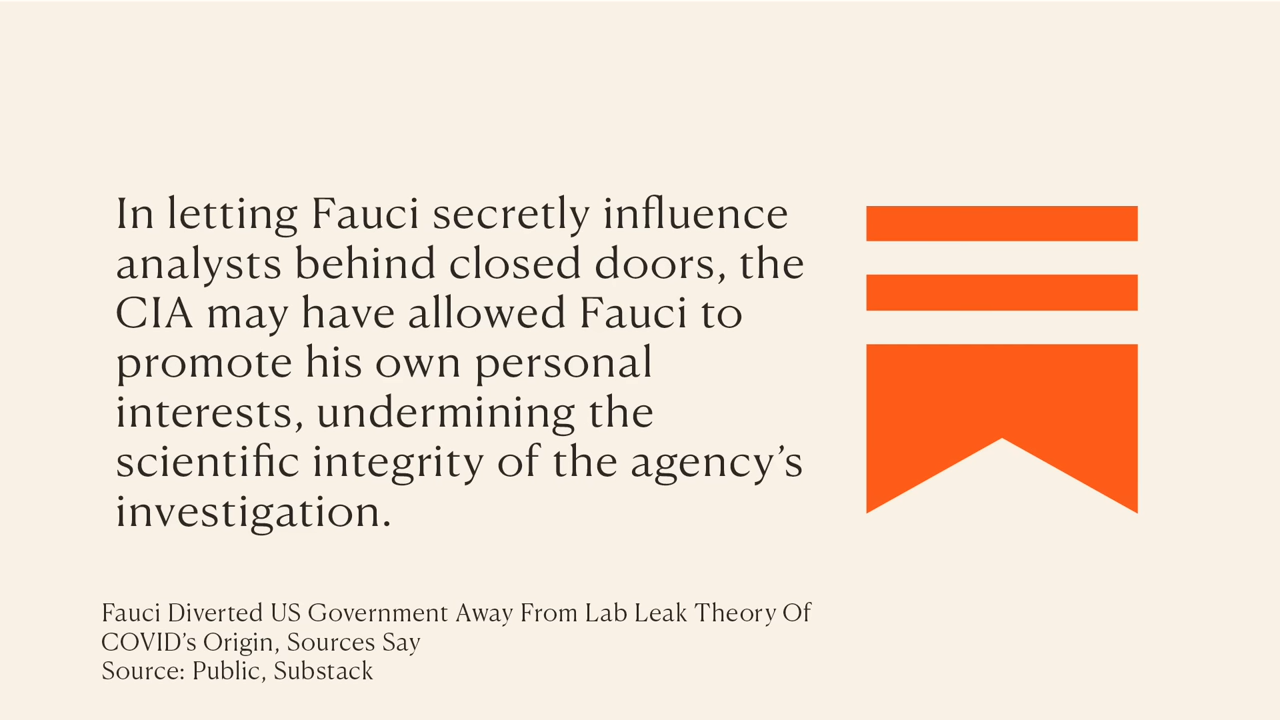 In letting Fauci secretly influence
analysts behind closed doors, the
CIA may have allowed Fauci to
promote his own personal
interests, undermining the
scientific integrity of the agency’s
investigation.
Fauci Diverted US Government Away From Lab Leak Theory Of
COVID’s Origin, Sources Say
Source: Public, Substack